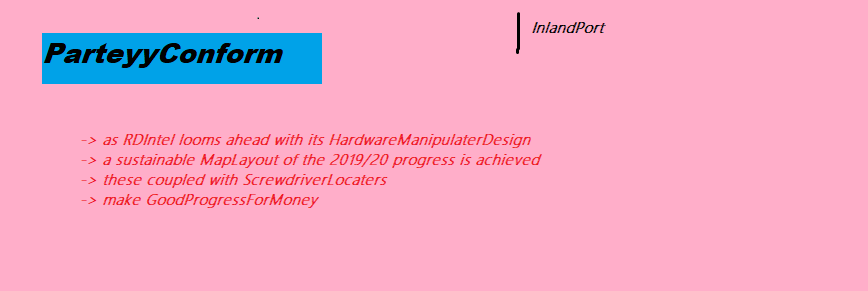 ParteyyConform
InlandPort
-> as RDIntel looms ahead with its HardwareManipulaterDesign
-> a sustainable MapLayout of the 2019/20 progress is achieved
-> these coupled with ScrewdriverLocaters
-> make GoodProgressForMoney